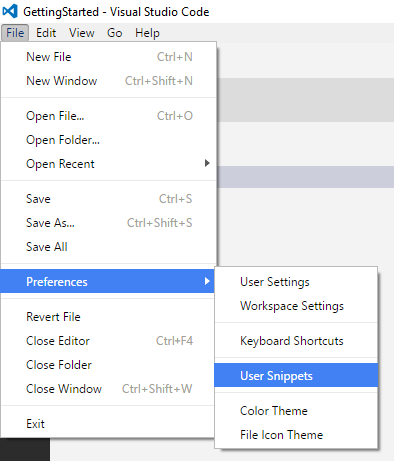 GettingStarted - Visual Studio Code
File Edit View Go Help
New File Ctrl+N
New Window Ctrl+Shift+N
Open File... Ctrl+O
Open Folder...
Open Recent
Save Ctrl+S
Save As... Ctrl+Shift+S
Save All
Preferences
User Settings
Workspace Settings
Keyboard Shortcuts
User Snippets
Color Theme
File Icon Theme
Revert File
Close Editor Ctrl+F4
Close Folder
Close Window Ctrl+Shift+W
Exit